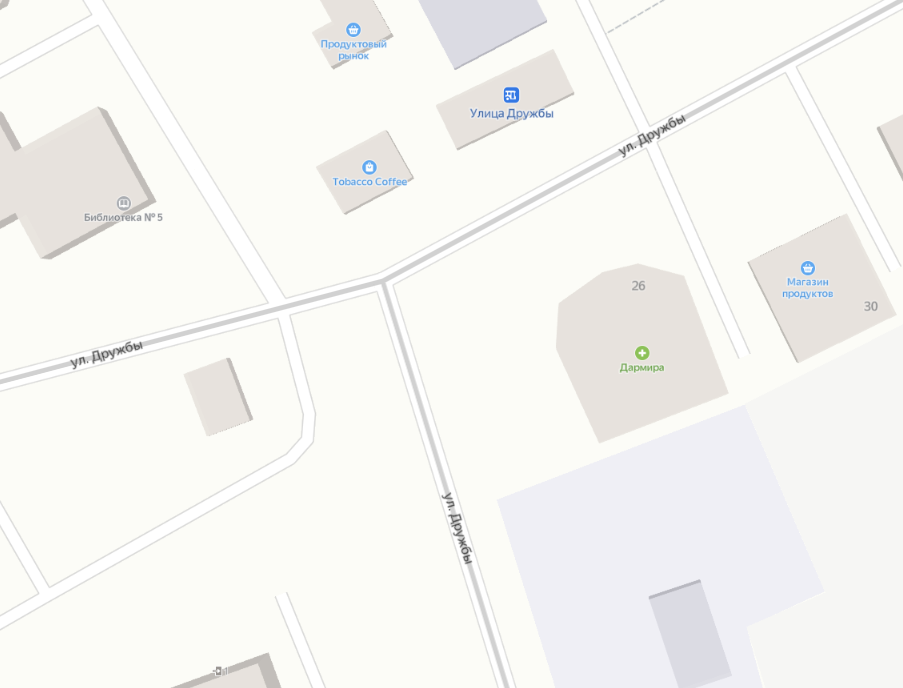 Продуктовый
рынок
Улица Дружбы
ул. Дружбы
Tobacco Coffee
Библиотека № 5
26
Магазин
продуктов
30
ул. Дружбы
Дармира
ул. Дружбы